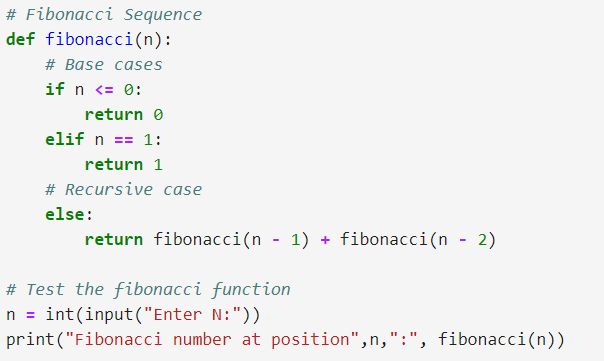 # Fibonacci Sequence
def fibonacci(n):
    # Base cases
    if n <= 0:
        return 0
    elif n == 1:
        return 1
    # Recursive case
    else:
        return fibonacci(n - 1) + fibonacci(n - 2)

# Test the fibonacci function
n = int(input("Enter N:"))
print("Fibonacci number at position",n,":", fibonacci(n))